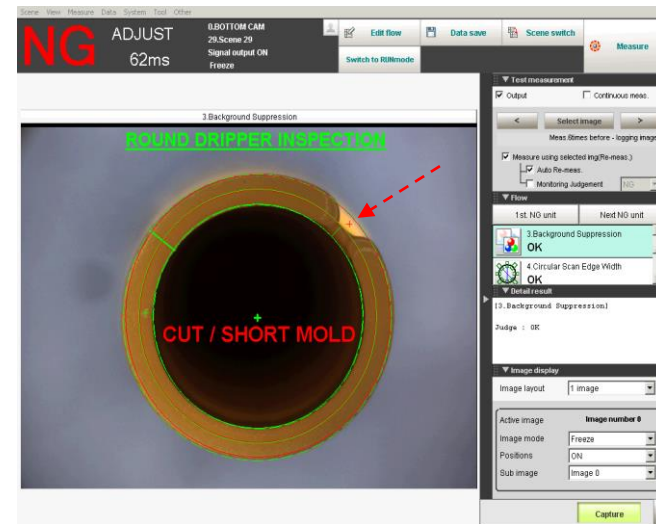 Scene View Measure Data System Tool Other
NG
ADJUST
62ms
0.BOTTOM CAM
29.Scene 29
Signal output ON
Freeze
Edit flow
Data save
Scene switch
Measure
Switch to RUNmode
3.Background Suppression
ROUND DRIPPER INSPECTION
CUT / SHORT MOLD
▼ Test measurement
Output
Continuous meas.
< Select image >
Meas.6times before - logging image
Measure using selected img(Re-meas.)
Auto Re-meas.
Monitoring Judgement NG
▼ Flow
1st. NG unit
Next NG unit
3.Background Suppression
OK
4.Circular Scan Edge Width
OK
▼ Detail result
[3.Background Suppression]
Judge : OK
▼ Image display
Image layout 1 image
Active image Image number 0
Image mode Freeze
Positions ON
Sub image Image 0
Capture